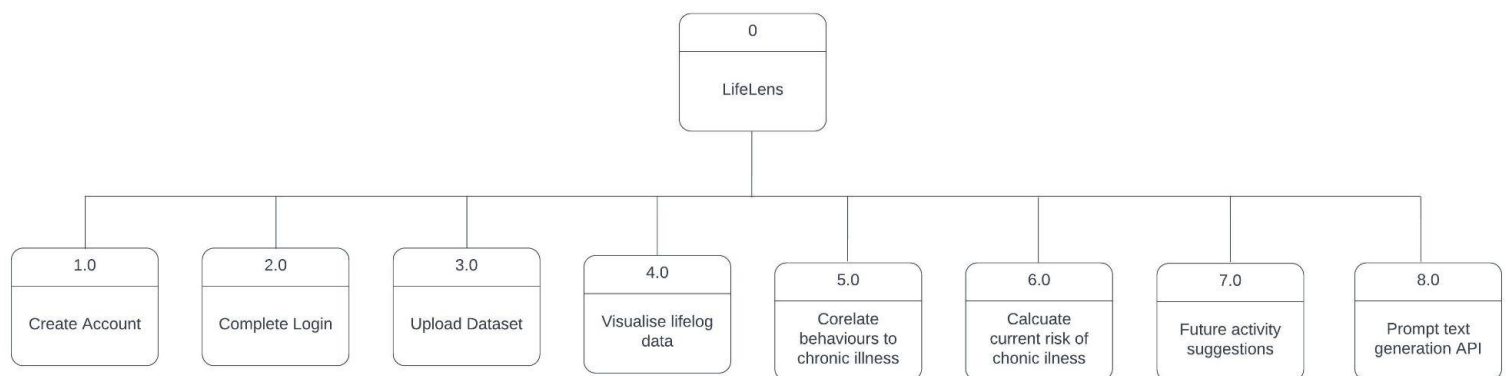 0
LifeLens
1.0
Create Account
2.0
Complete Login
3.0
Upload Dataset
4.0
Visualise lifelog
data
5.0
Corelate
behaviours to
chronic illness
6.0
Calcuate
current risk of
chonic ilness
7.0
Future activity
suggestions
8.0
Prompt text
generation API